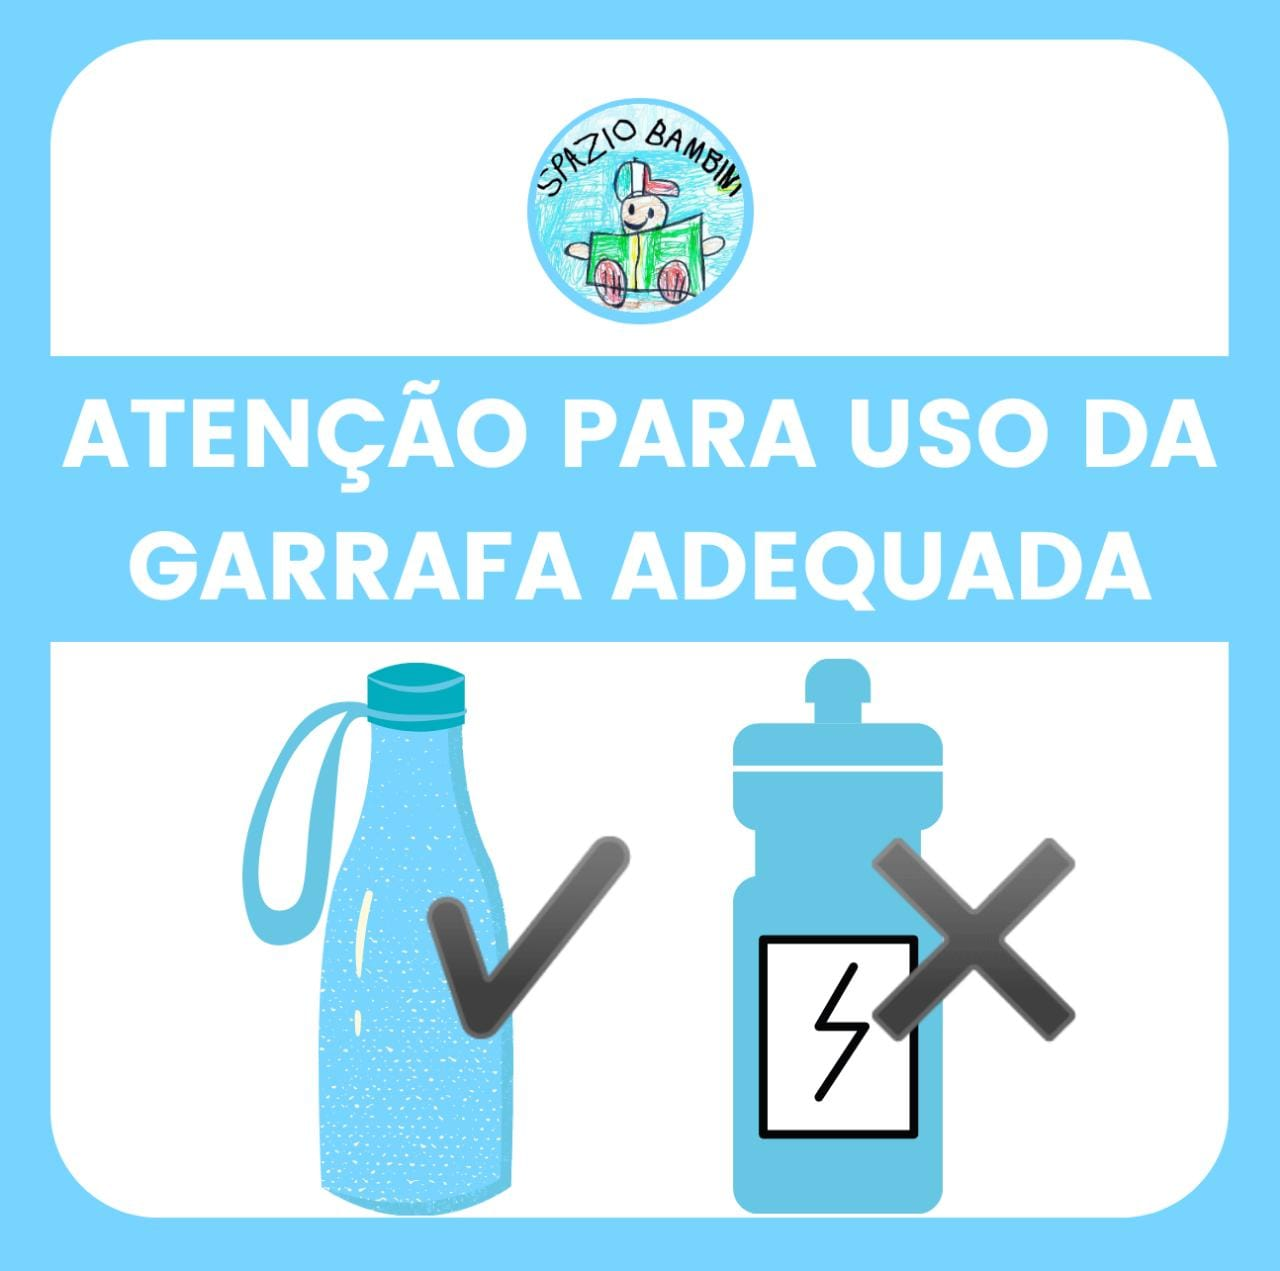 SPAZIO BAMBINI
ATENÇÃO PARA USO DA
GARRAFA ADEQUADA